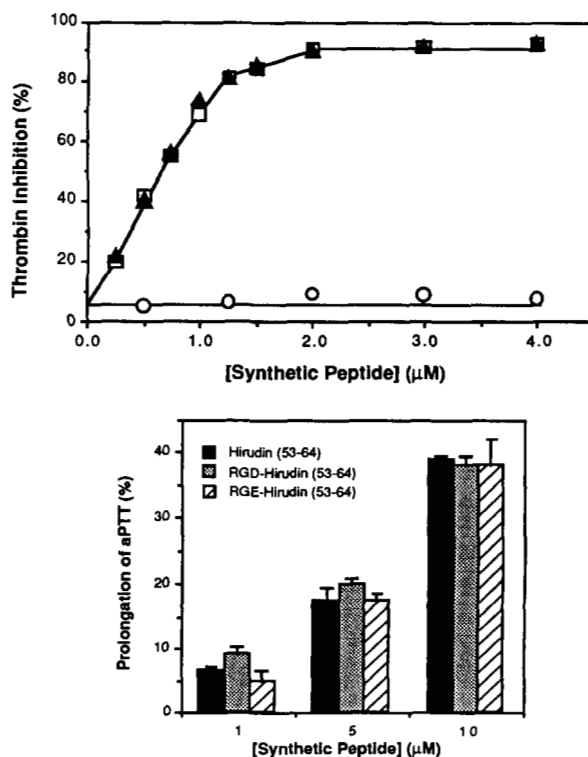 Thrombin Inhibition (%)
100
80
60
40
20
0
0.0 1.0 2.0 3.0 4.0
[Synthetic Peptide] (μM)
Prolongation of aPTT (%)
40
30
20
10
0
Hirudin (53-64)
RGD-Hirudin (53-64)
RGE-Hirudin (53-64)
1 5 10
[Synthetic Peptide] (μM)